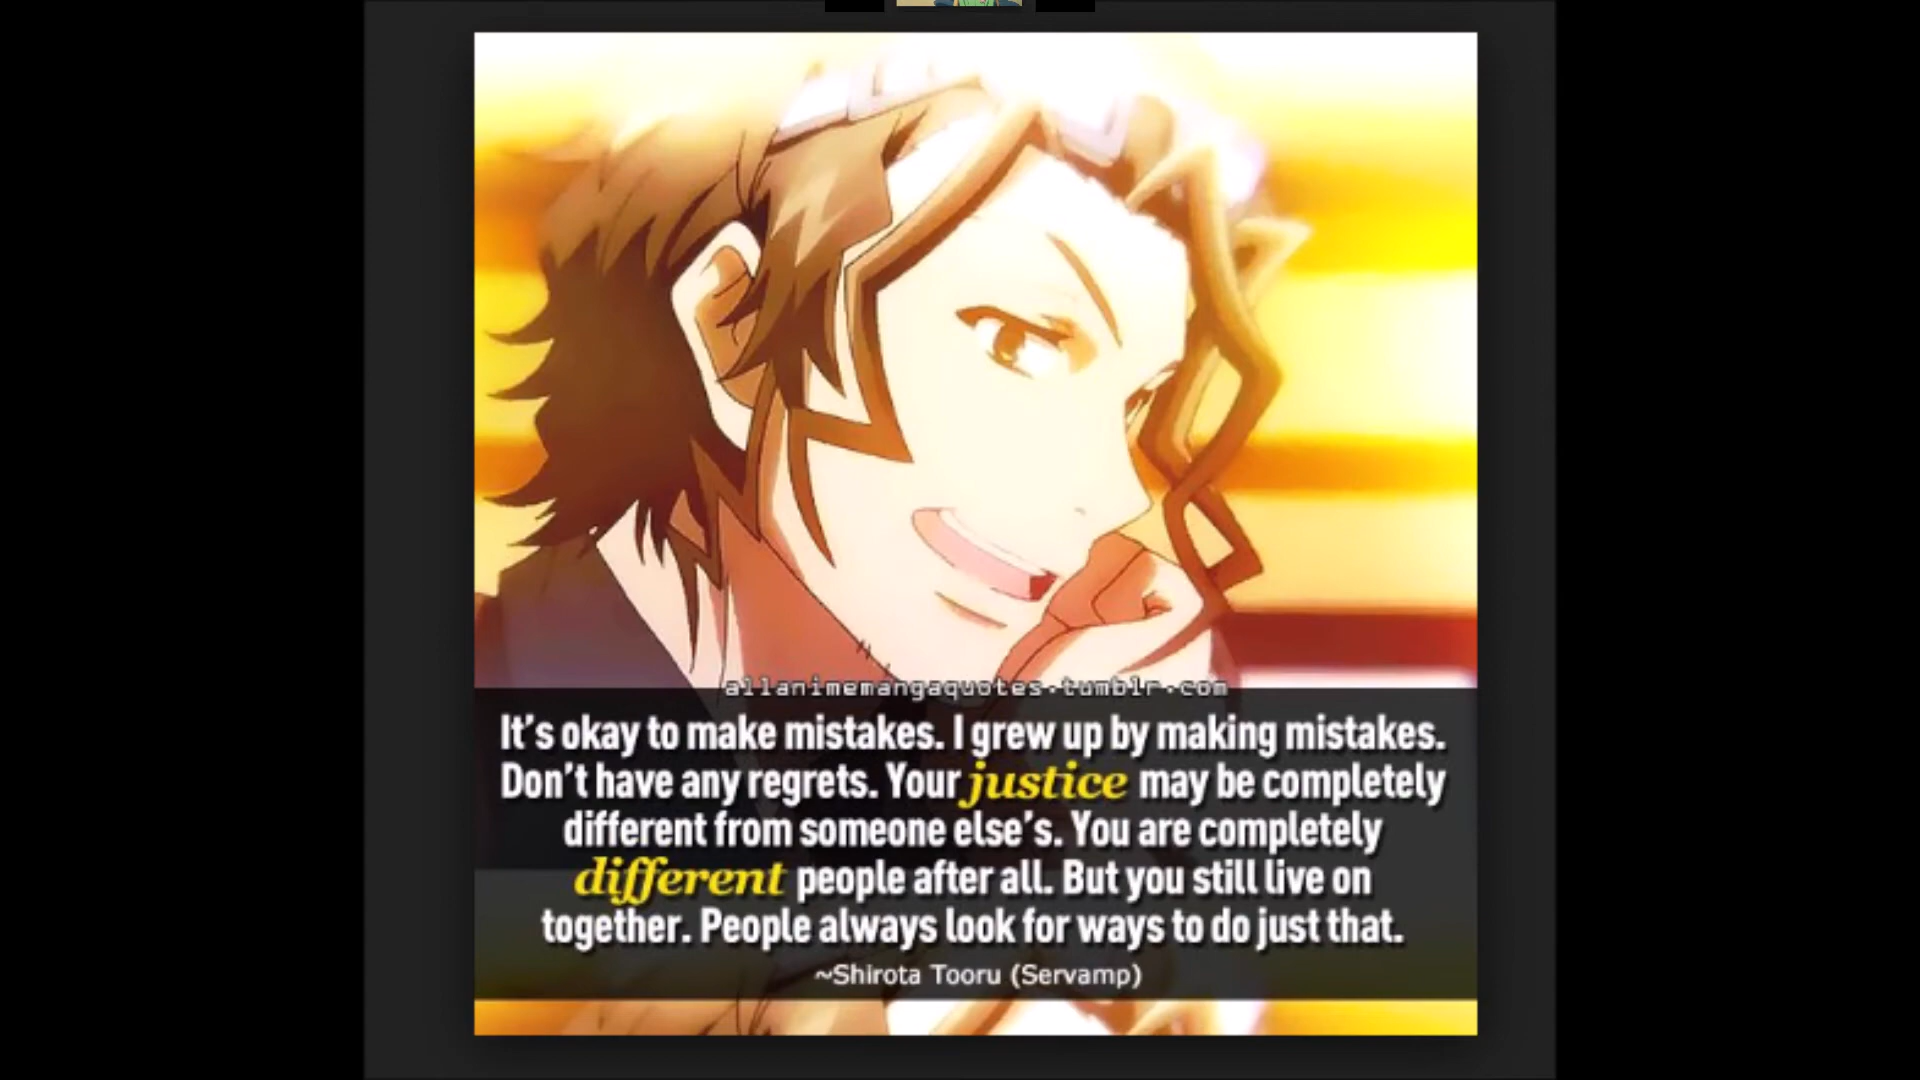 allanimemangaquotes.tumblr.com
It's okay to make mistakes. I grew up by making mistakes.
Don't have any regrets. Your justice may be completely
different from someone else's. You are completely
different people after all. But you still live on
together. People always look for ways to do just that.
~Shirota Tooru (Servamp)